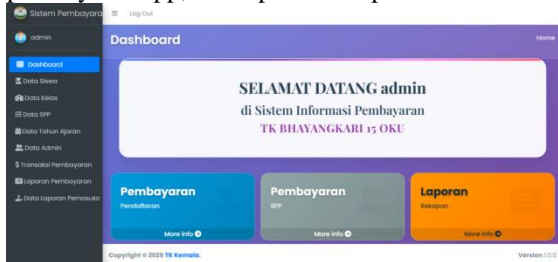 Sistem Pembayara
Log Out
admin
Dashboard
Home
Dashboard
Data Siswa
Data Kelas
Data SPP
Data Tahun Ajaran
Data Admin
$ Transaksi Pembayaran
Laporan Pembayaran
Data Laporan Pemasuka
SELAMAT DATANG admin
di Sistem Informasi Pembayaran
TK BHAYANGKARI 15 OKU
Pembayaran
Pendaftaran
More info
Pembayaran
SPP
More info
Laporan
Rekapan
More info
Copyright © 2025 TK Kemala.
Version 1.0.0